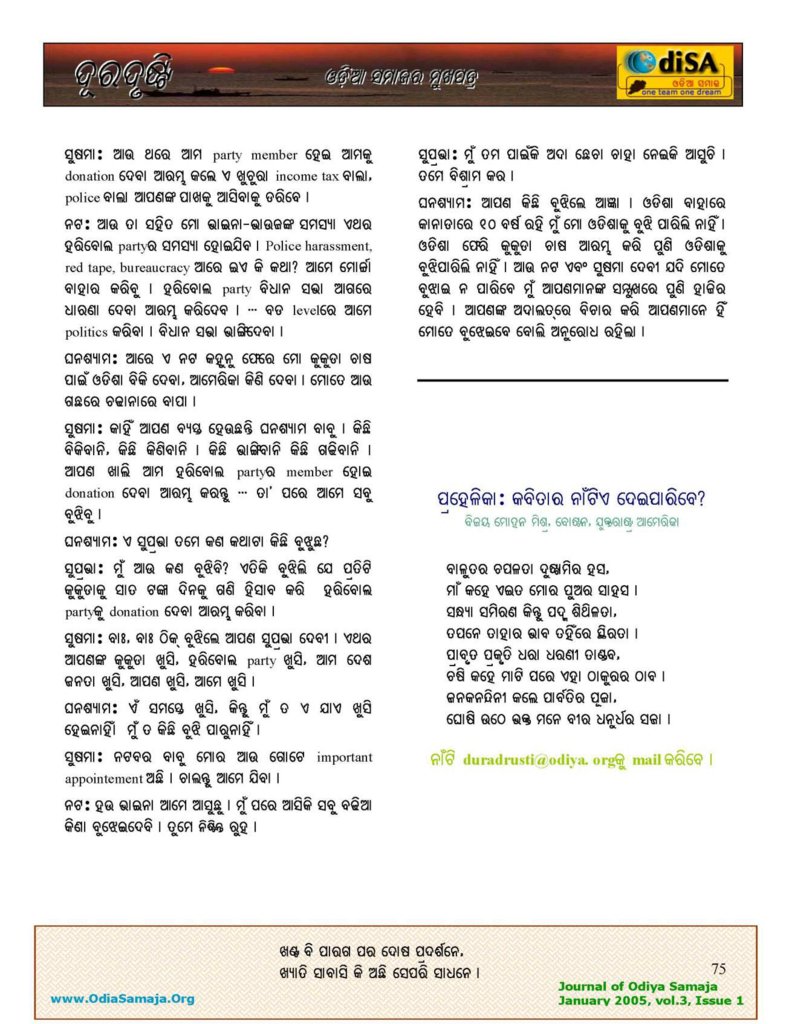 ଦୂରଦୃଷ୍ଟି
ଓଡ଼ିଆ ସମାଜର ମୁଖପତ୍ର
OdiSA
ଓଡିଆ ସମାଜ
one team one dream
ସୁଷମା: ଆଉ ଥରେ ଆମ party member ହେଇ ଆମକୁ
donation ଦେବା ଆରମ୍ଭ କଲେ ଏ ଖୁଚୁରା income tax ବାଲା,
police ବାଲା ଆପଣଙ୍କ ପାଖକୁ ଆସିବାକୁ ଡରିବେ ।
ନଟ: ଆଉ ତା ସହିତ ମୋ ଭାଇନା-ଭାଉଜଙ୍କ ସମସ୍ୟା ଏଥର
ହରିବୋଲ partyର ସମସ୍ୟା ହୋଇଯିବ । Police harassment,
red tape, bureaucracy ଆରେ ଇଏ କି କଥା? ଆମେ ମୋର୍ଚ୍ଚା
ବାହାର କରିବୁ । ହରିବୋଲ party ବିଧାନ ସଭା ଆଗରେ
ଧାରଣା ଦେବା ଆରମ୍ଭ କରିଦେବ । ... ବଡ levelରେ ଆମେ
politics କରିବା । ବିଧାନ ସଭା ଭାଙ୍ଗିଦେବା ।
ଘନଶ୍ୟାମ: ଆରେ ଏ ନଟ କହୁନୁ ଫେରେ ମୋ କୁକୁଡା ଚାଷ
ପାଇଁ ଓଡିଶା ବିକି ଦେବା, ଆମେରିକା କିଣି ଦେବା । ମୋତେ ଆଉ
ଗଛରେ ଚଢାନାରେ ବାପା ।
ସୁଷମା: କାହିଁ ଆପଣ ବ୍ୟସ୍ତ ହେଉଛନ୍ତି ଘନଶ୍ୟାମ ବାବୁ । କିଛି
ବିକିବାନି, କିଛି କିଣିବାନି । କିଛି ଭାଙ୍ଗିବାନି କିଛି ଗଢିବାନି ।
ଆପଣ ଖାଲି ଆମ ହରିବୋଲ partyର member ହୋଇ
donation ଦେବା ଆରମ୍ଭ କରନ୍ତୁ ... ତା' ପରେ ଆମେ ସବୁ
ବୁଝିବୁ ।
ଘନଶ୍ୟାମ: ଏ ସୁପ୍ରଭା ତମେ କଣ କଥାଟା କିଛି ବୁଝୁଛ?
ସୁପ୍ରଭା: ମୁଁ ଆଉ କଣ ବୁଝିବି? ଏତିକି ବୁଝିଲି ଯେ ପ୍ରତିଟି
କୁକୁଡାକୁ ସାତ ଟଙ୍କା ଦିନକୁ ଗଣି ହିସାବ କରି ହରିବୋଲ
partyକୁ donation ଦେବା ଆରମ୍ଭ କରିବା ।
ସୁଷମା: ବାଃ, ବାଃ ଠିକ୍ ବୁଝିଲେ ଆପଣ ସୁପ୍ରଭା ଦେବୀ । ଏଥର
ଆପଣଙ୍କ କୁକୁଡା ଖୁସି, ହରିବୋଲ party ଖୁସି, ଆମ ଦେଶ
ଜନତା ଖୁସି, ଆପଣ ଖୁସି, ଆମେ ଖୁସି ।
ଘନଶ୍ୟାମ: ଏଁ ସମସ୍ତେ ଖୁସି, କିନ୍ତୁ ମୁଁ ତ ଏ ଯାଏ ଖୁସି
ହେଇନାହିଁ। ମୁଁ ତ କିଛି ବୁଝି ପାରୁନାହିଁ ।
ସୁଷମା: ନଟବର ବାବୁ ମୋର ଆଉ ଗୋଟେ important
appointement ଅଛି । ଚାଲନ୍ତୁ ଆମେ ଯିବା ।
ନଟ: ହଉ ଭାଇନା ଆମେ ଆସୁଛୁ । ମୁଁ ପରେ ଆସିକି ସବୁ ବଢିଆ
କିଣା ବୁଝେଇଦେବି । ତୁମେ ନିଶ୍ଚିନ୍ତ ରୁହ ।
ସୁପ୍ରଭା: ମୁଁ ତମ ପାଇଁକି ଅଦା ଛେଚା ଚାହା ନେଇକି ଆସୁଚି ।
ତମେ ବିଶ୍ରାମ କର ।
ଘନଶ୍ୟାମ: ଆପଣ କିଛି ବୁଝିଲେ ଆଜ୍ଞା । ଓଡିଶା ବାହାରେ
କାନାଡାରେ ୧୦ ବର୍ଷ ରହି ମୁଁ ମୋ ଓଡିଶାକୁ ବୁଝି ପାରିଲି ନାହିଁ ।
ଓଡିଶା ଫେରି କୁକୁଡା ଚାଷ ଆରମ୍ଭ କରି ପୁଣି ଓଡିଶାକୁ
ବୁଝିପାରିଲି ନାହିଁ । ଆଉ ନଟ ଏବଂ ସୁଷମା ଦେବୀ ଯଦି ମୋତେ
ବୁଝାଇ ନ ପାରିବେ ମୁଁ ଆପଣମାନଙ୍କ ସମ୍ମୁଖରେ ପୁଣି ହାଜିର
ହେବି । ଆପଣଙ୍କ ଅଦାଲତ୍‌ରେ ବିଚାର କରି ଆପଣମାନେ ହିଁ
ମୋତେ ବୁଝେଇବେ ବୋଲି ଅନୁରୋଧ ରହିଲା ।
ପ୍ରହେଳିକା: କବିତାର ନାଁଟିଏ ଦେଇପାରିବେ?
ବିଜୟ ମୋହନ ମିଶ୍ର, ବୋଷ୍ଟନ, ଯୁକ୍ତରାଷ୍ଟ୍ର ଆମେରିକା
ବାଳୁତର ଚପଳତା ଦୁଷ୍ଟାମିର ହସ,
ମାଁ କହେ ଏଇତ ମୋର ପୁଅର ସାହସ ।
ସନ୍ଧ୍ୟା ସମିରଣ କିନ୍ତୁ ପଦ୍ମ ଶିଥିଳତା,
ତପନେ ତାହାର ଭାବ ତହିଁରେ ସ୍ଥିରତା ।
ପ୍ରାବୃତ ପ୍ରକୃତି ଧରା ଧରଣୀ ତାଣ୍ଡବ,
ଚଷି କହେ ମାଟି ପରେ ଏହା ଠାକୁରର ଠାବ ।
ଜନକନନ୍ଦିନୀ କଲେ ପାର୍ବତିର ପୂଜା,
ଘୋଷି ଉଠେ ଭକ୍ତ ମନେ ବୀର ଧନୁର୍ଧର ସଜା ।
ନାଁଟି duradrusti@odiya. orgକୁ mail କରିବେ ।
ଖଣ୍ଟ ବି ପାରଗ ପର ଦୋଷ ପ୍ରଦର୍ଶନେ,
ଖ୍ୟାତି ସାବାସି କି ଅଛି ସେପରି ସାଧନେ ।
75
www.OdiaSamaja.Org
Journal of Odiya Samaja
January 2005, vol.3, Issue 1